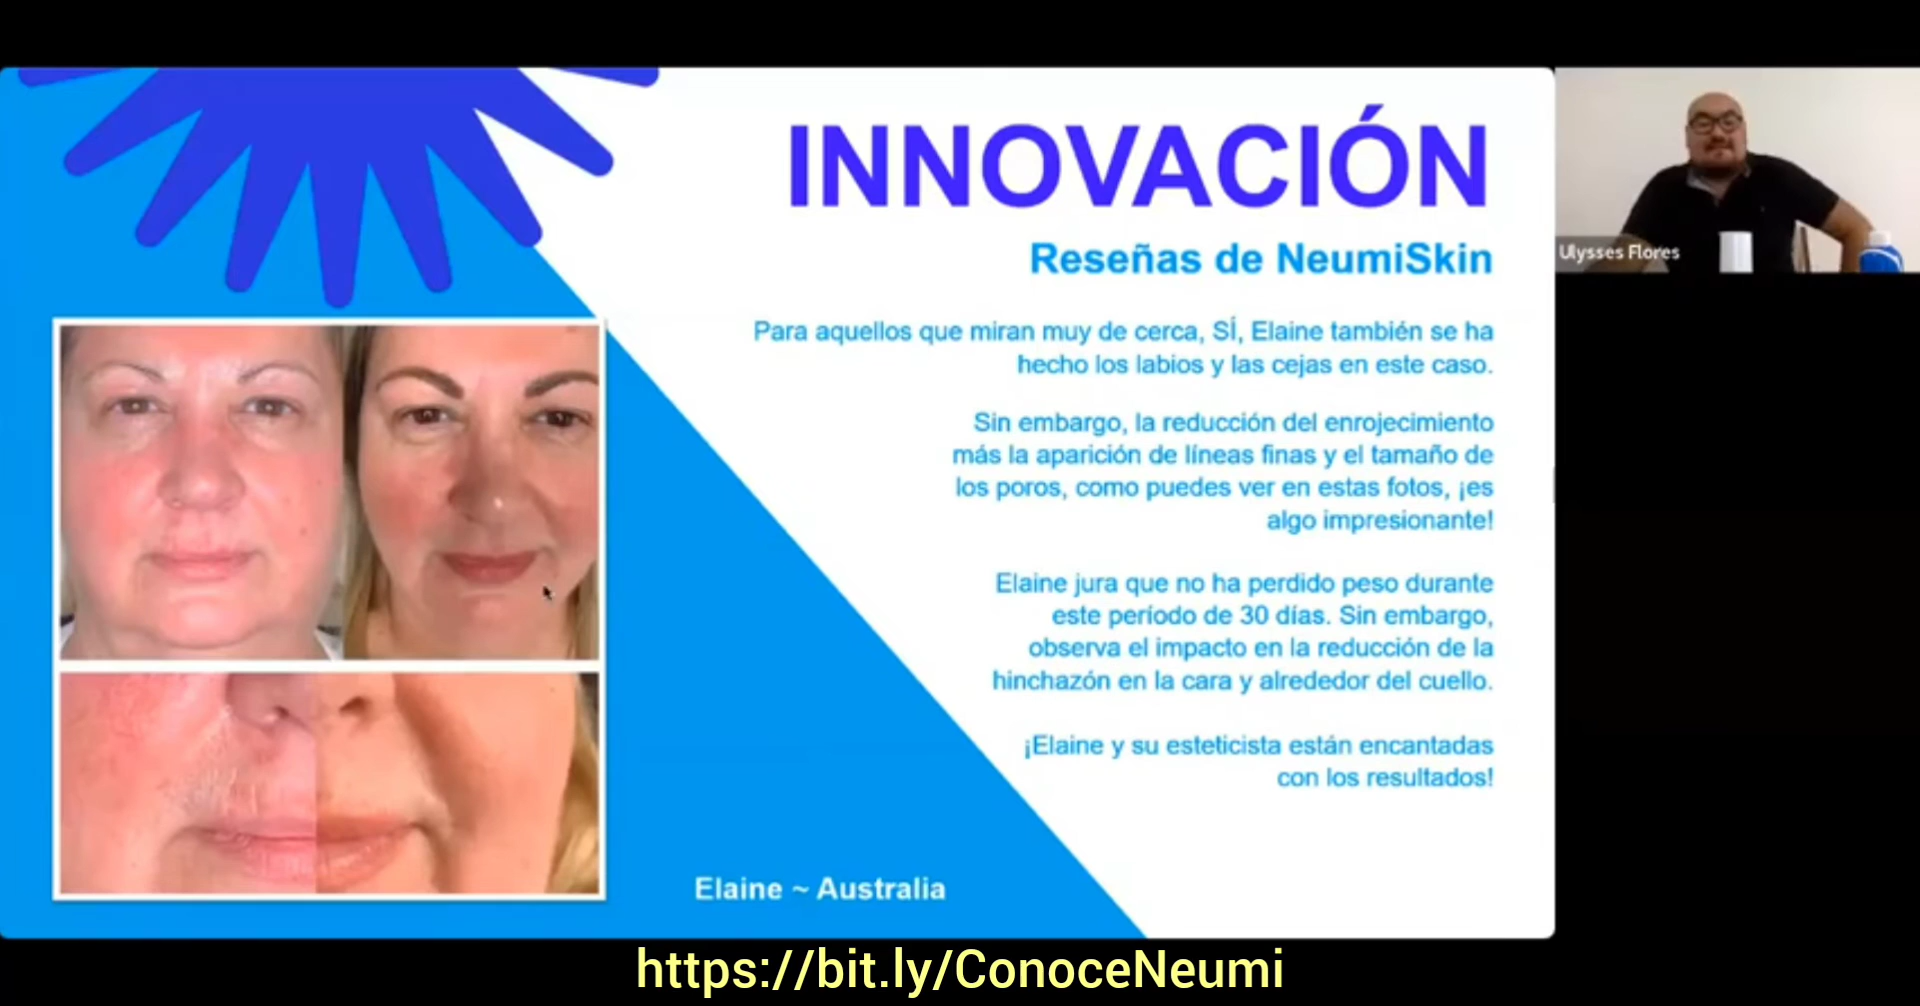 INNOVACIÓN
Reseñas de NeumiSkin
Para aquellos que miran muy de cerca, SÍ, Elaine también se ha
hecho los labios y las cejas en este caso.
Sin embargo, la reducción del enrojecimiento
más la aparición de líneas finas y el tamaño de
los poros, como puedes ver en estas fotos, ¡es
algo impresionante!
Elaine jura que no ha perdido peso durante
este período de 30 días. Sin embargo,
observa el impacto en la reducción de la
hinchazón en la cara y alrededor del cuello.
¡Elaine y su esteticista están encantadas
con los resultados!
Elaine ~ Australia
Ulysses Flores
https://bit.ly/ConoceNeumi